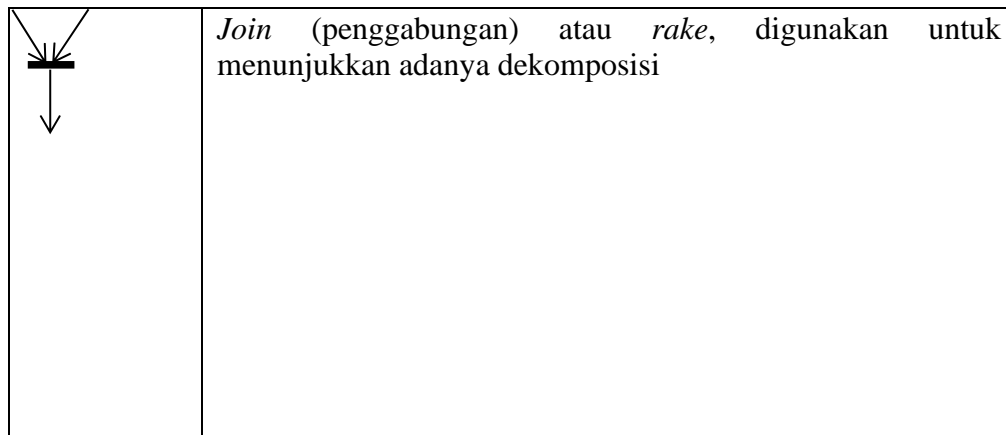 Join (penggabungan) atau rake, digunakan untuk
menunjukkan adanya dekomposisi